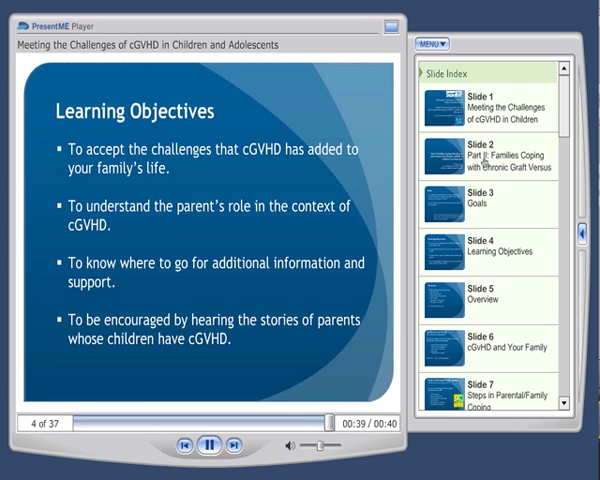 PresentME Player
Meeting the Challenges of cGVHD in Children and Adolescents
Learning Objectives
▪ To accept the challenges that cGVHD has added to
your family's life.
▪ To understand the parent's role in the context of
cGVHD.
▪ To know where to go for additional information and
support.
▪ To be encouraged by hearing the stories of parents
whose children have cGVHD.
4 of 37
00:39 / 00:40
MENU
Slide Index
Slide 1
Meeting the Challenges
of cGVHD in Children
Slide 2
Part II: Families Coping
with Chronic Graft Versus
Slide 3
Goals
Slide 4
Learning Objectives
Slide 5
Overview
Slide 6
cGVHD and Your Family
Slide 7
Steps in Parental/Family
Coping